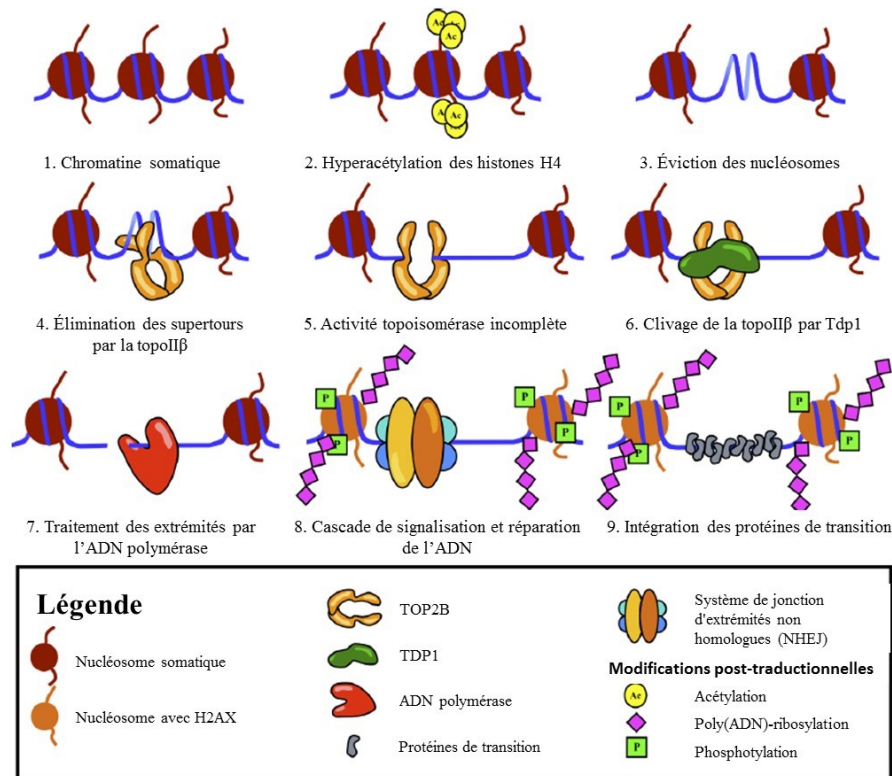 Ac
Ac
Ac
Ac
1. Chromatine somatique
2. Hyperacétylation des histones H4
3. Éviction des nucléosomes
4. Élimination des supertours
par la topoIIβ
5. Activité topoisomérase incomplète
6. Clivage de la topoIIβ par Tdp1
P
P
P
P
P
P
P
P
7. Traitement des extrémités par
l'ADN polymérase
8. Cascade de signalisation et réparation
de l'ADN
9. Intégration des protéines de transition
Légende
Nucléosome somatique
Nucléosome avec H2AX
TOP2B
TDP1
ADN polymérase
Protéines de transition
Système de jonction
d'extrémités non
homologues (NHEJ)
Modifications post-traductionnelles
Ac Acétylation
Poly(ADN)-ribosylation
P Phosphotylation